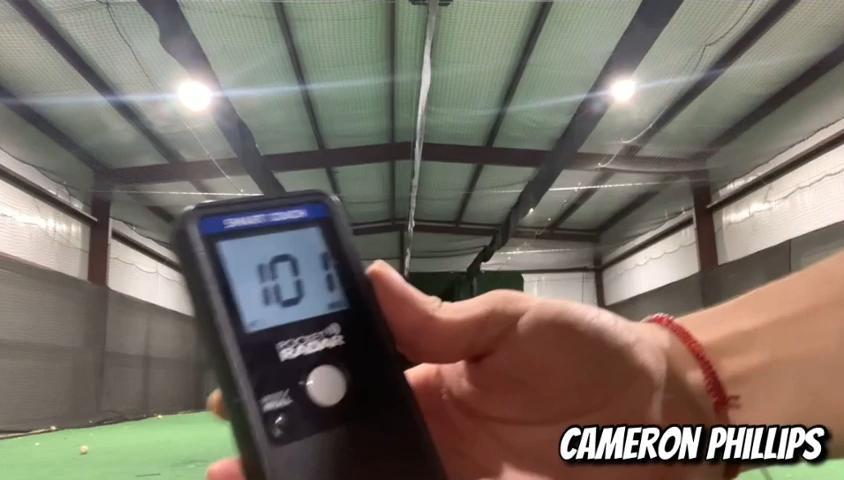 SMART COACH
101
POCKET
RADAR
CAMERON PHILLIPS